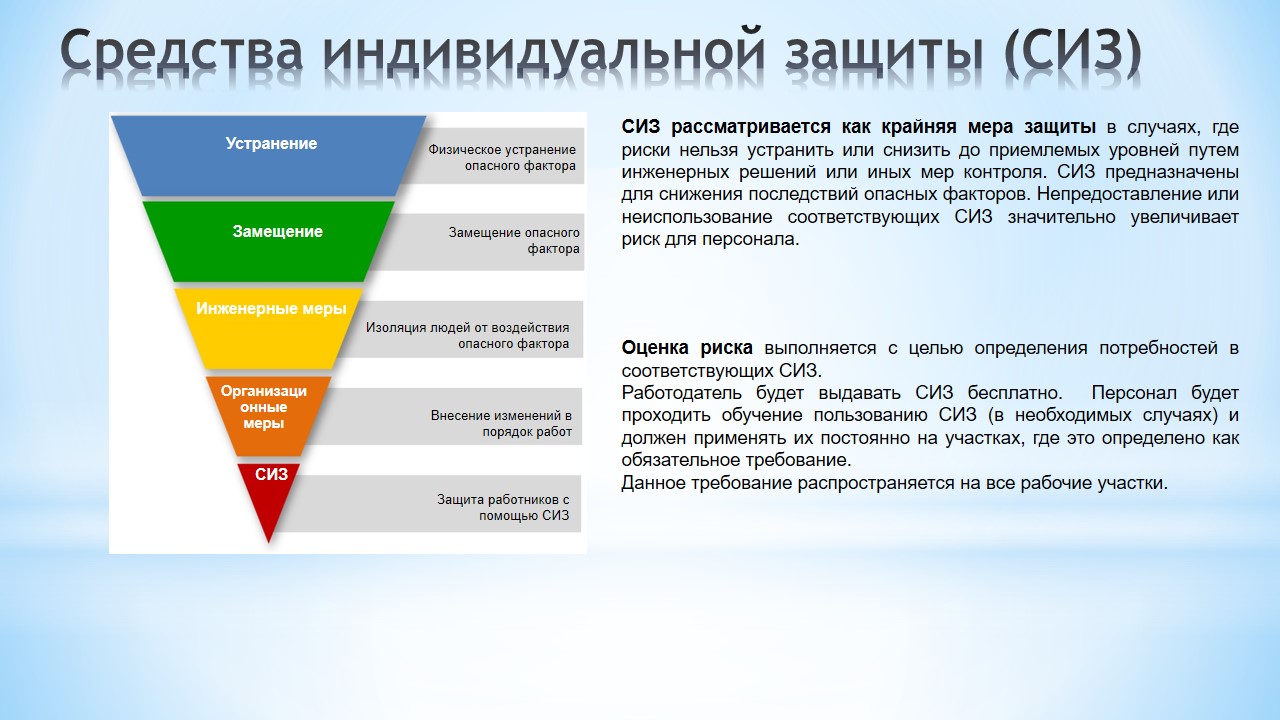 Средства индивидуальной защиты (СИЗ)
Устранение
Физическое устранение
опасного фактора
Замещение
Замещение опасного
фактора
Инженерные меры
Изоляция людей от воздействия
опасного фактора
Организаци
онные
меры
Внесение изменений в
порядок работ
СИЗ
Защита работников с
помощью СИЗ
СИЗ рассматривается как крайняя мера защиты в случаях, где
риски нельзя устранить или снизить до приемлемых уровней путем
инженерных решений или иных мер контроля. СИЗ предназначены
для снижения последствий опасных факторов. Непредоставление или
неиспользование соответствующих СИЗ значительно увеличивает
риск для персонала.
Оценка риска выполняется с целью определения потребностей в
соответствующих СИЗ.
Работодатель будет выдавать СИЗ бесплатно. Персонал будет
проходить обучение пользованию СИЗ (в необходимых случаях) и
должен применять их постоянно на участках, где это определено как
обязательное требование.
Данное требование распространяется на все рабочие участки.